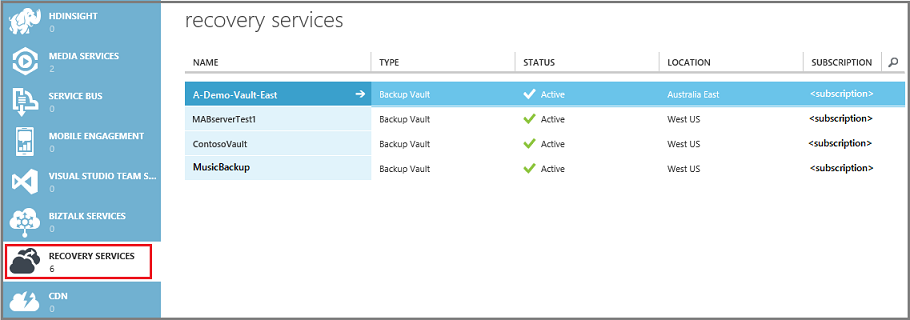 HDINSIGHT
0
MEDIA SERVICES
2
SERVICE BUS
0
MOBILE ENGAGEMENT
0
VISUAL STUDIO TEAM S...
0
BIZTALK SERVICES
0
RECOVERY SERVICES
6
CDN
0
recovery services
NAME TYPE STATUS LOCATION SUBSCRIPTION
A-Demo-Vault-East Backup Vault Active Australia East <subscription>
MABserverTest1 Backup Vault Active West US <subscription>
ContosoVault Backup Vault Active West US <subscription>
MusicBackup Backup Vault Active West US <subscription>